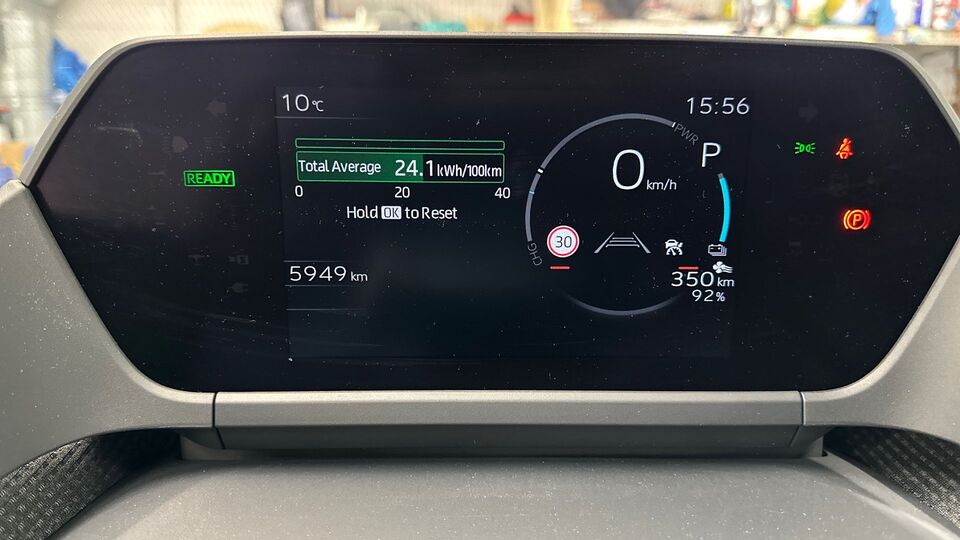 10℃
15:56
PWR
P
Total Average 24.1 kWh/100km
0 20 40
Hold OK to Reset
READY
0 km/h
(P)
30
CHG
5949 km
350 km
92%